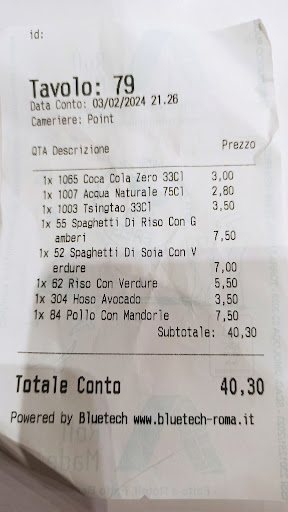 id:
Tavolo: 79
Data Conto: 03/02/2024 21.26
Cameriere: Point
QTA Descrizione Prezzo
1x 1065 Coca Cola Zero 33Cl 3,00
1x 1007 Acqua Naturale 75Cl 2,80
1x 1003 Tsingtao 33Cl 3,50
1x 55 Spaghetti Di Riso Con G
amberi 7,50
1x 52 Spaghetti Di Soia Con V
erdure 7,00
1x 62 Riso Con Verdure 5,50
1x 304 Hoso Avocado 3,50
1x 84 Pollo Con Mandorle 7,50
Subtotale: 40,30
Totale Conto 40,30
Powered by Bluetech www.bluetech-roma.it